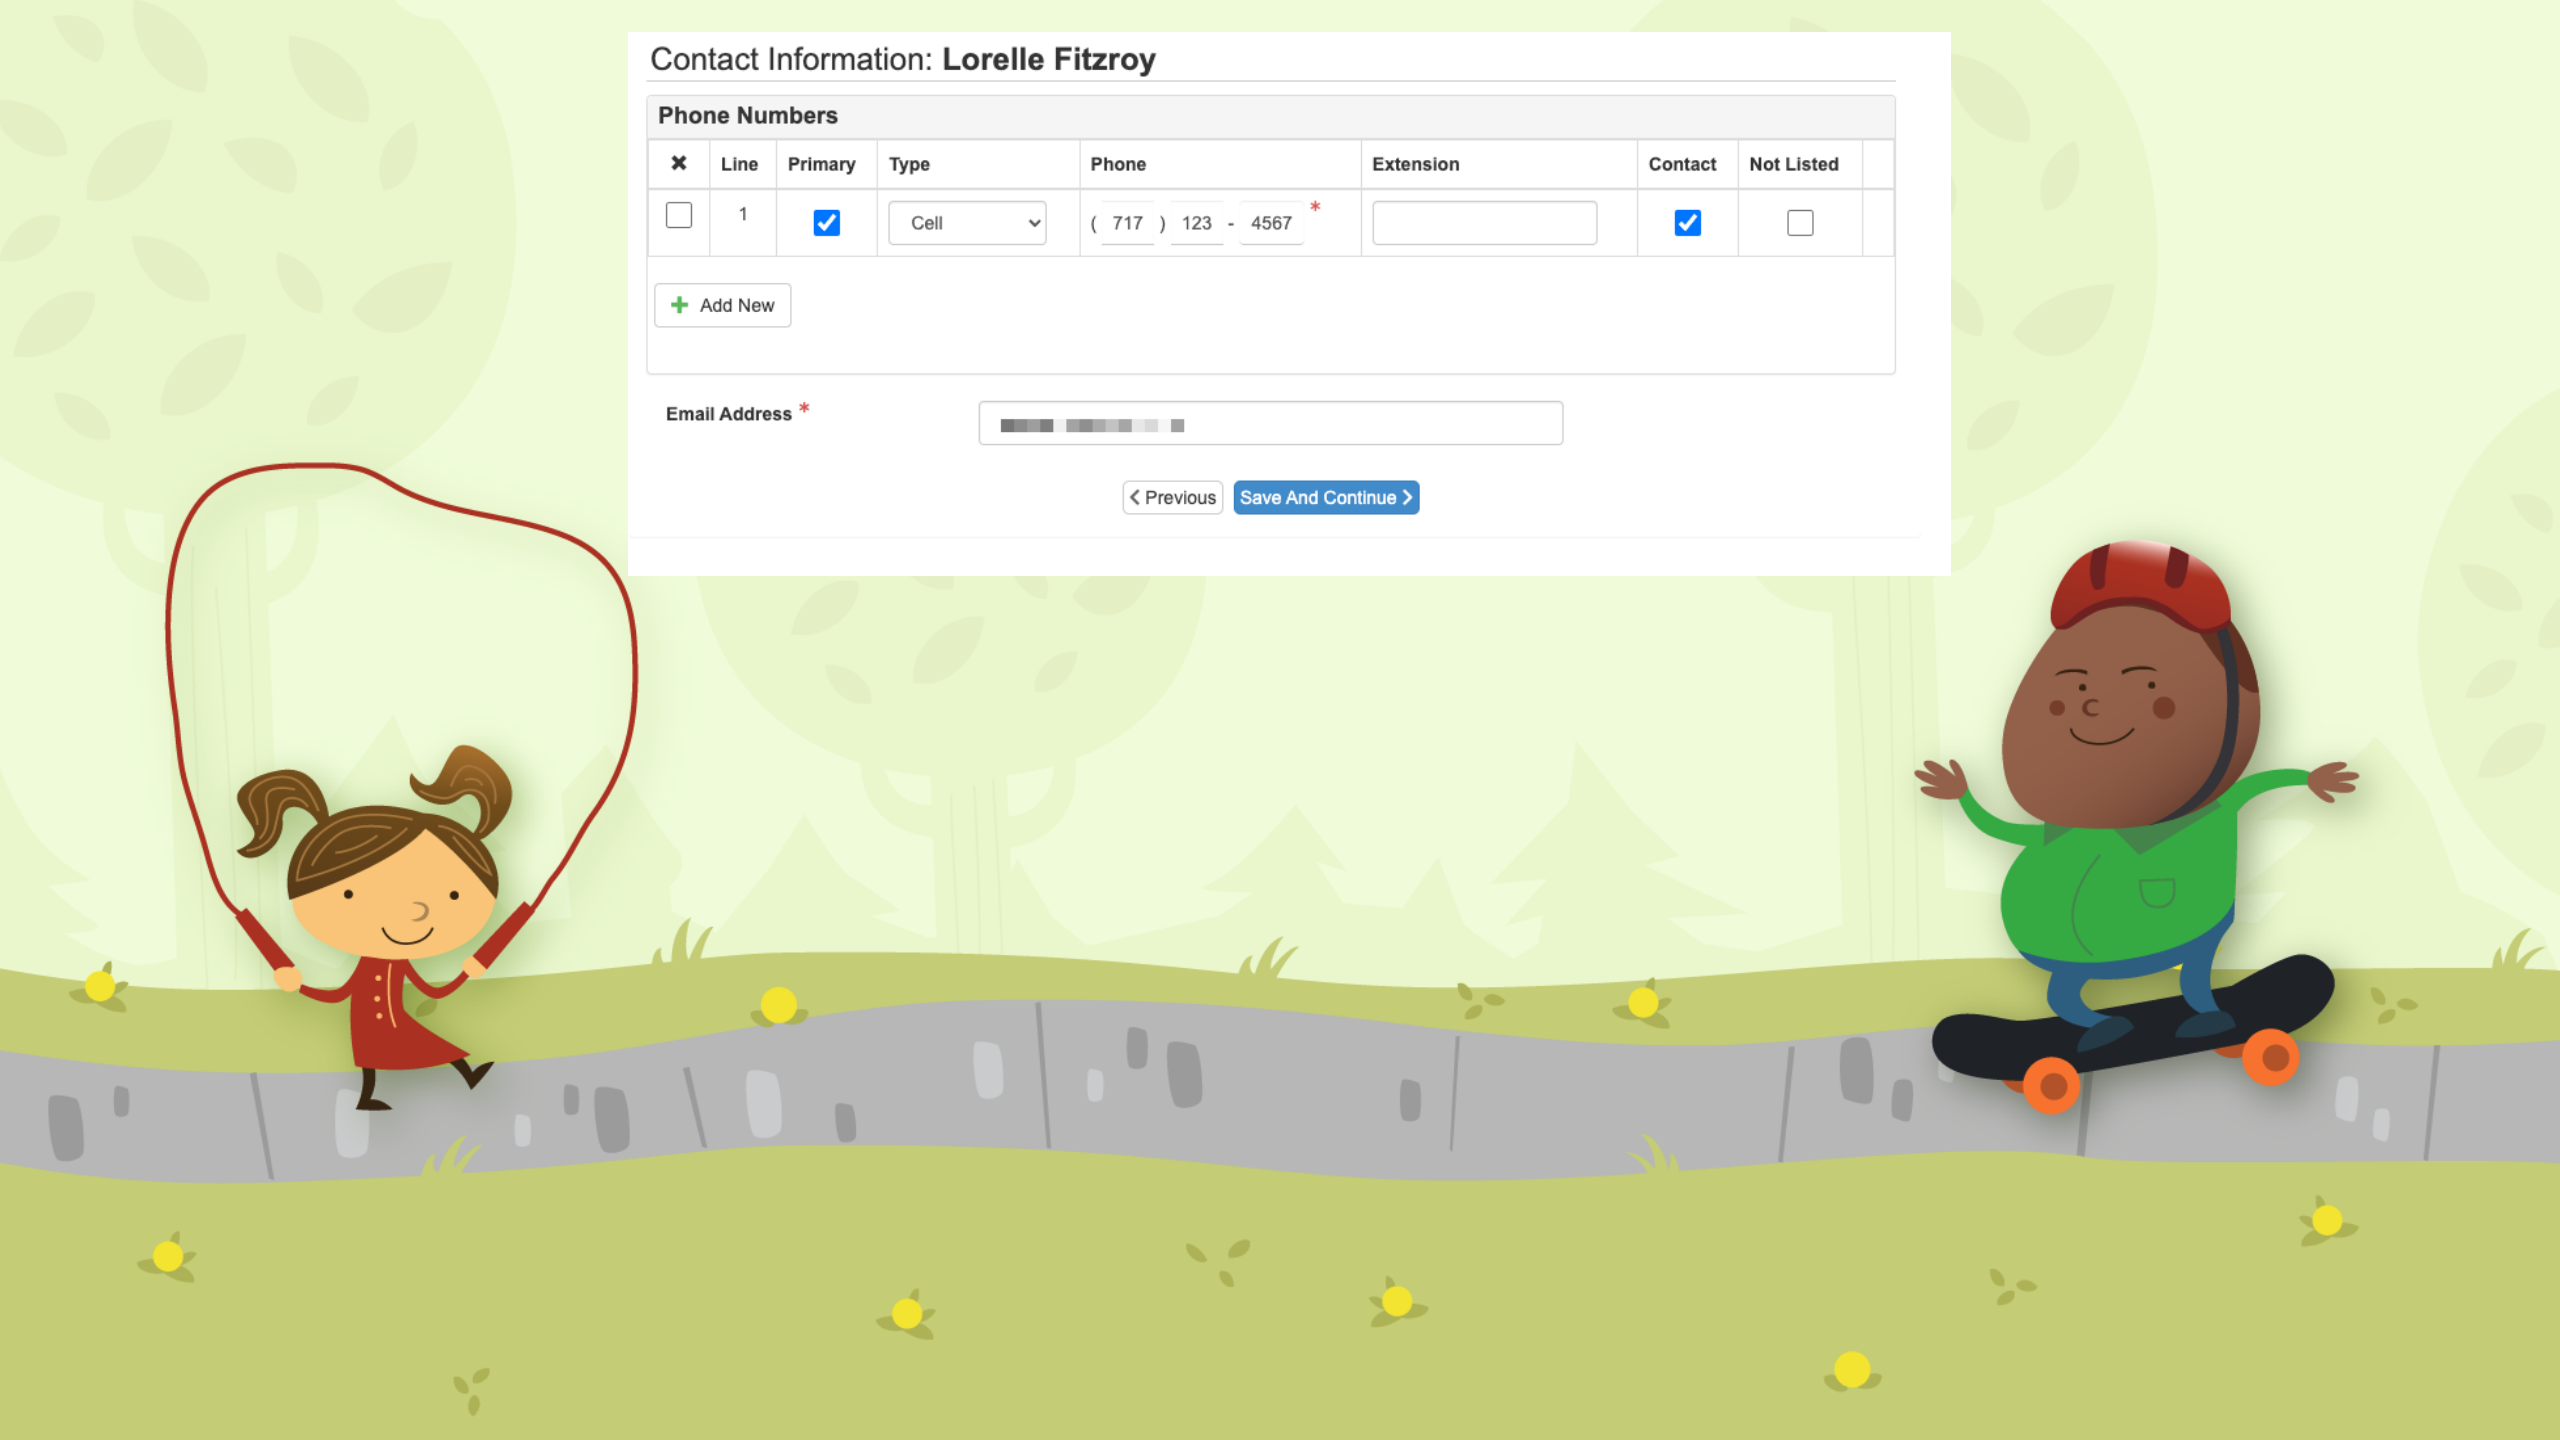 Contact Information: Lorelle Fitzroy
Phone Numbers
✖ Line Primary Type Phone Extension Contact Not Listed
1 Cell ( 717 ) 123 - 4567 *
+ Add New
Email Address *
Previous Save And Continue